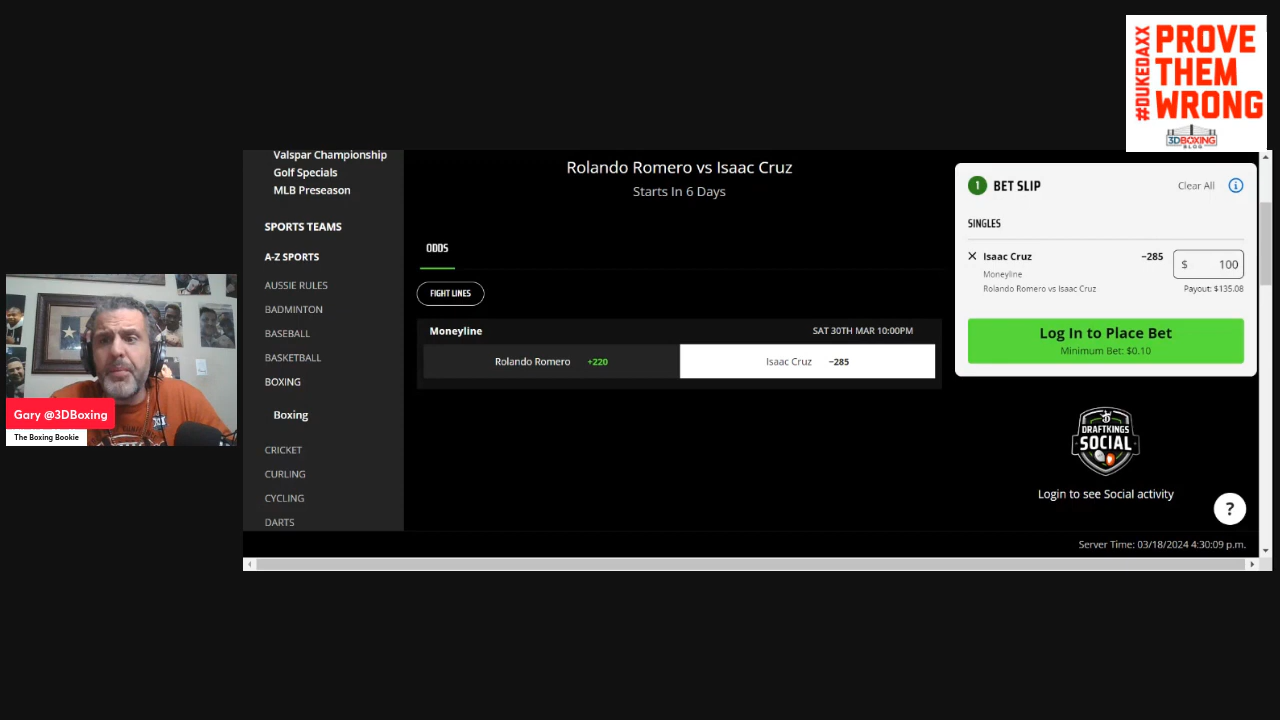 #DUKEDAXX
PROVE
THEM
WRONG
3DBOXING
BLOG
Valspar Championship
Golf Specials
MLB Preseason
SPORTS TEAMS
A-Z SPORTS
AUSSIE RULES
BADMINTON
BASEBALL
BASKETBALL
BOXING
Boxing
CRICKET
CURLING
CYCLING
DARTS
Rolando Romero vs Isaac Cruz
Starts In 6 Days
ODDS
FIGHT LINES
Moneyline
SAT 30TH MAR 10:00PM
Rolando Romero +220
Isaac Cruz −285
1 BET SLIP
Clear All
SINGLES
Isaac Cruz −285
$ 100
Moneyline
Rolando Romero vs Isaac Cruz
Payout: $135.08
Log In to Place Bet
Minimum Bet: $0.10
DRAFTKINGS
SOCIAL
Login to see Social activity
?
Server Time: 03/18/2024 4:30:09 p.m.
Gary @3DBoxing
The Boxing Bookie